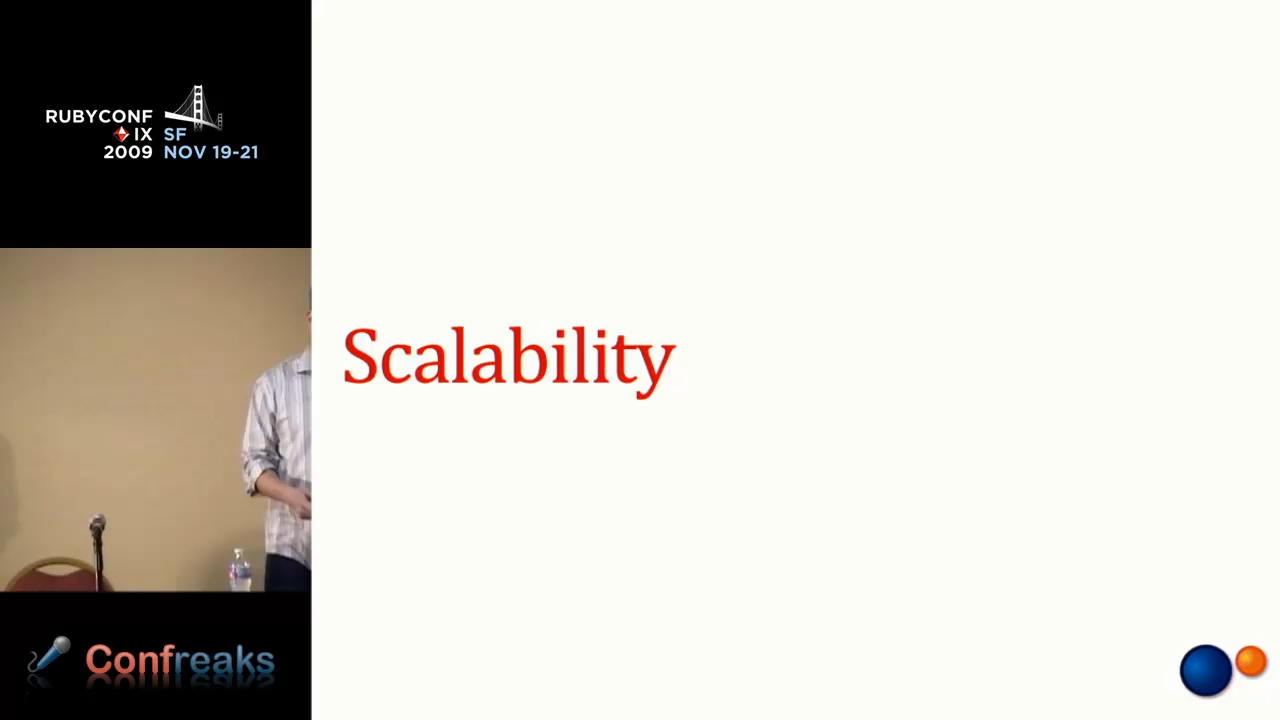 RUBYCONF
IX SF
2009 NOV 19-21
Scalability
Confreaks